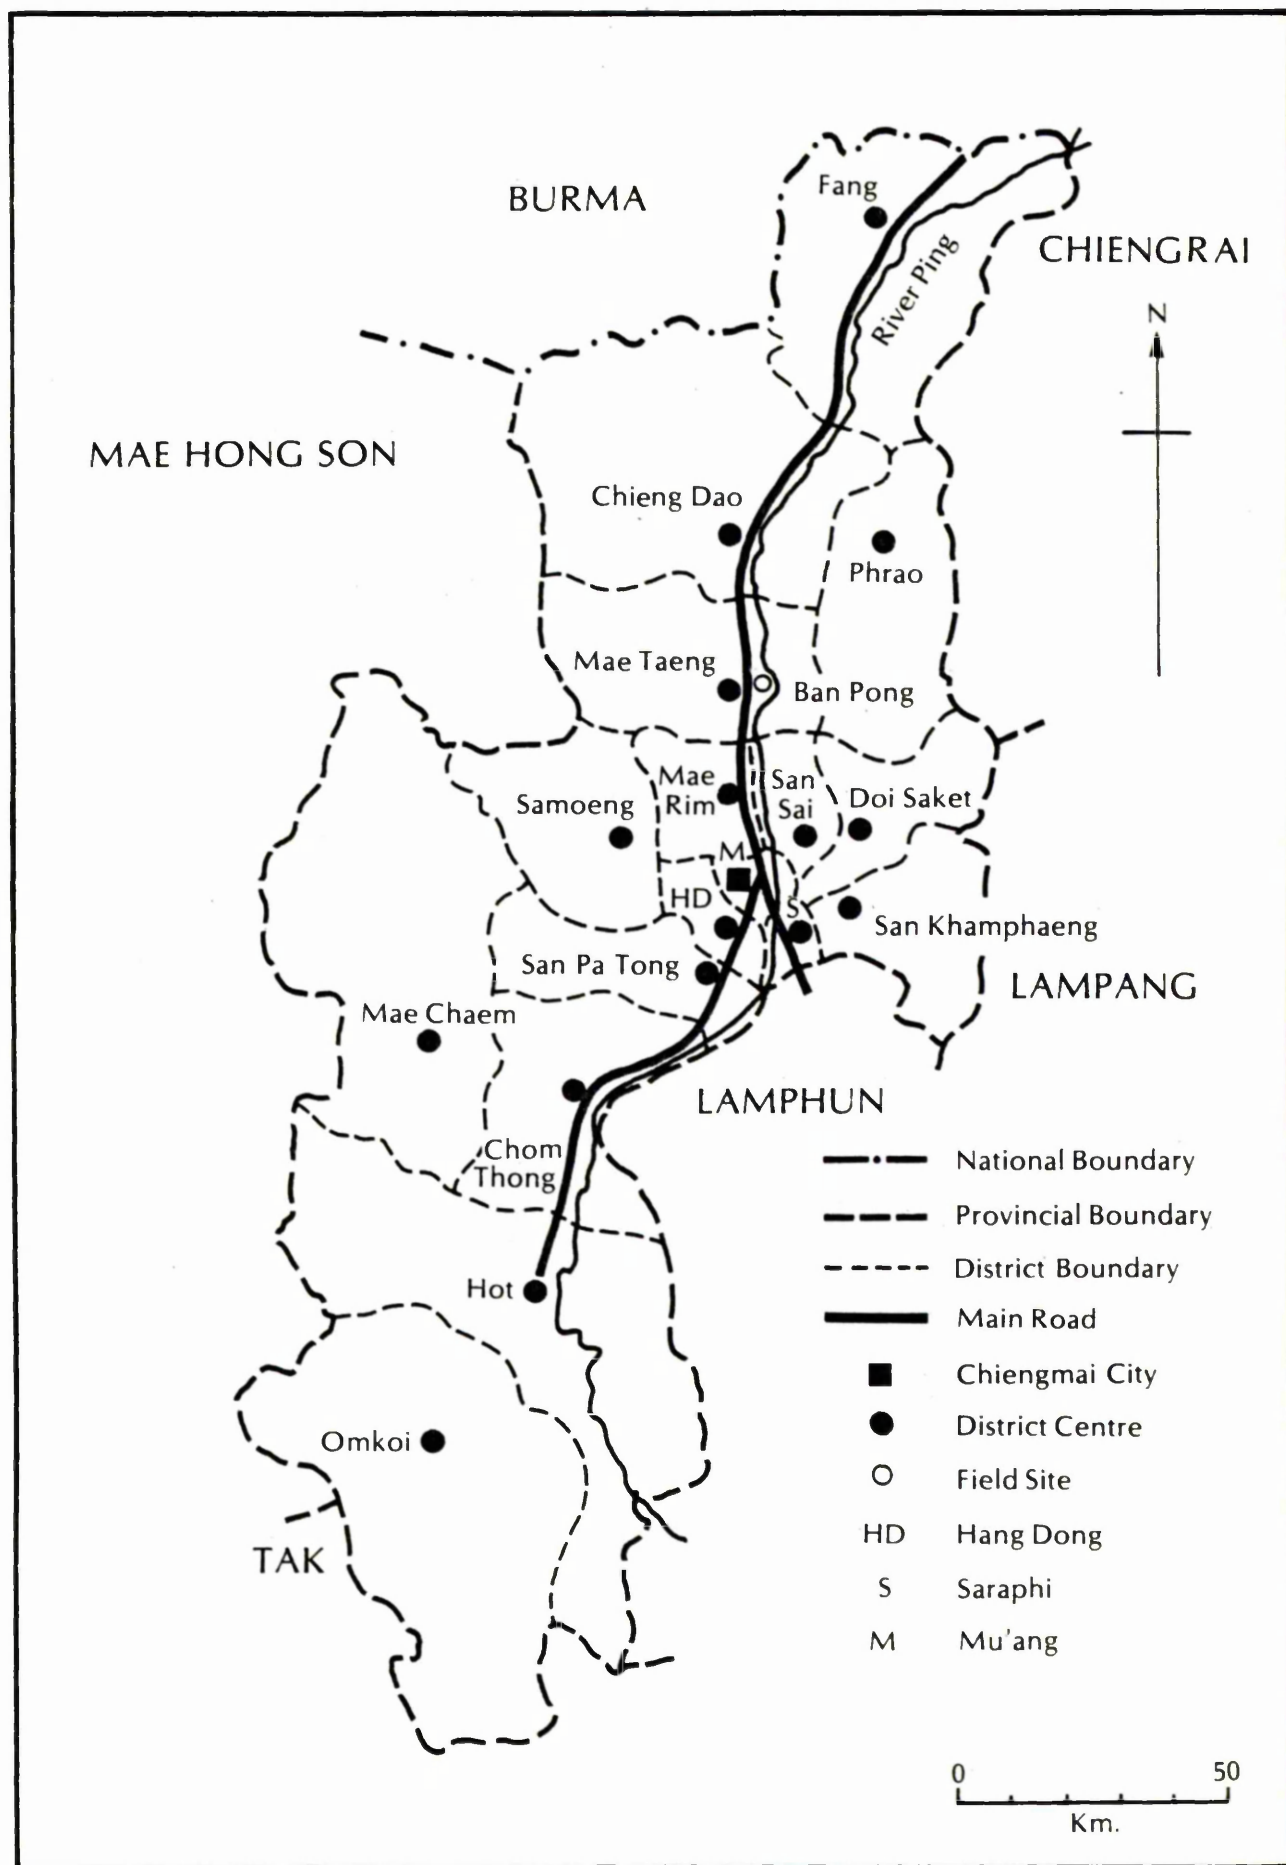 Fang
BURMA
CHIENGRAI
River Ping
N
MAE HONG SON
Chieng Dao
Phrao
Mae Taeng
Ban Pong
Mae
Rim
San
Sai
Samoeng
Doi Saket
M
HD
S
San Khamphaeng
San Pa Tong
LAMPANG
Mae Chaem
LAMPHUN
Chom
Thong
National Boundary
Provincial Boundary
District Boundary
Hot
Main Road
Chiengmai City
District Centre
Omkoi
Field Site
HD Hang Dong
TAK
S Saraphi
M Mu'ang
0 50
Km.